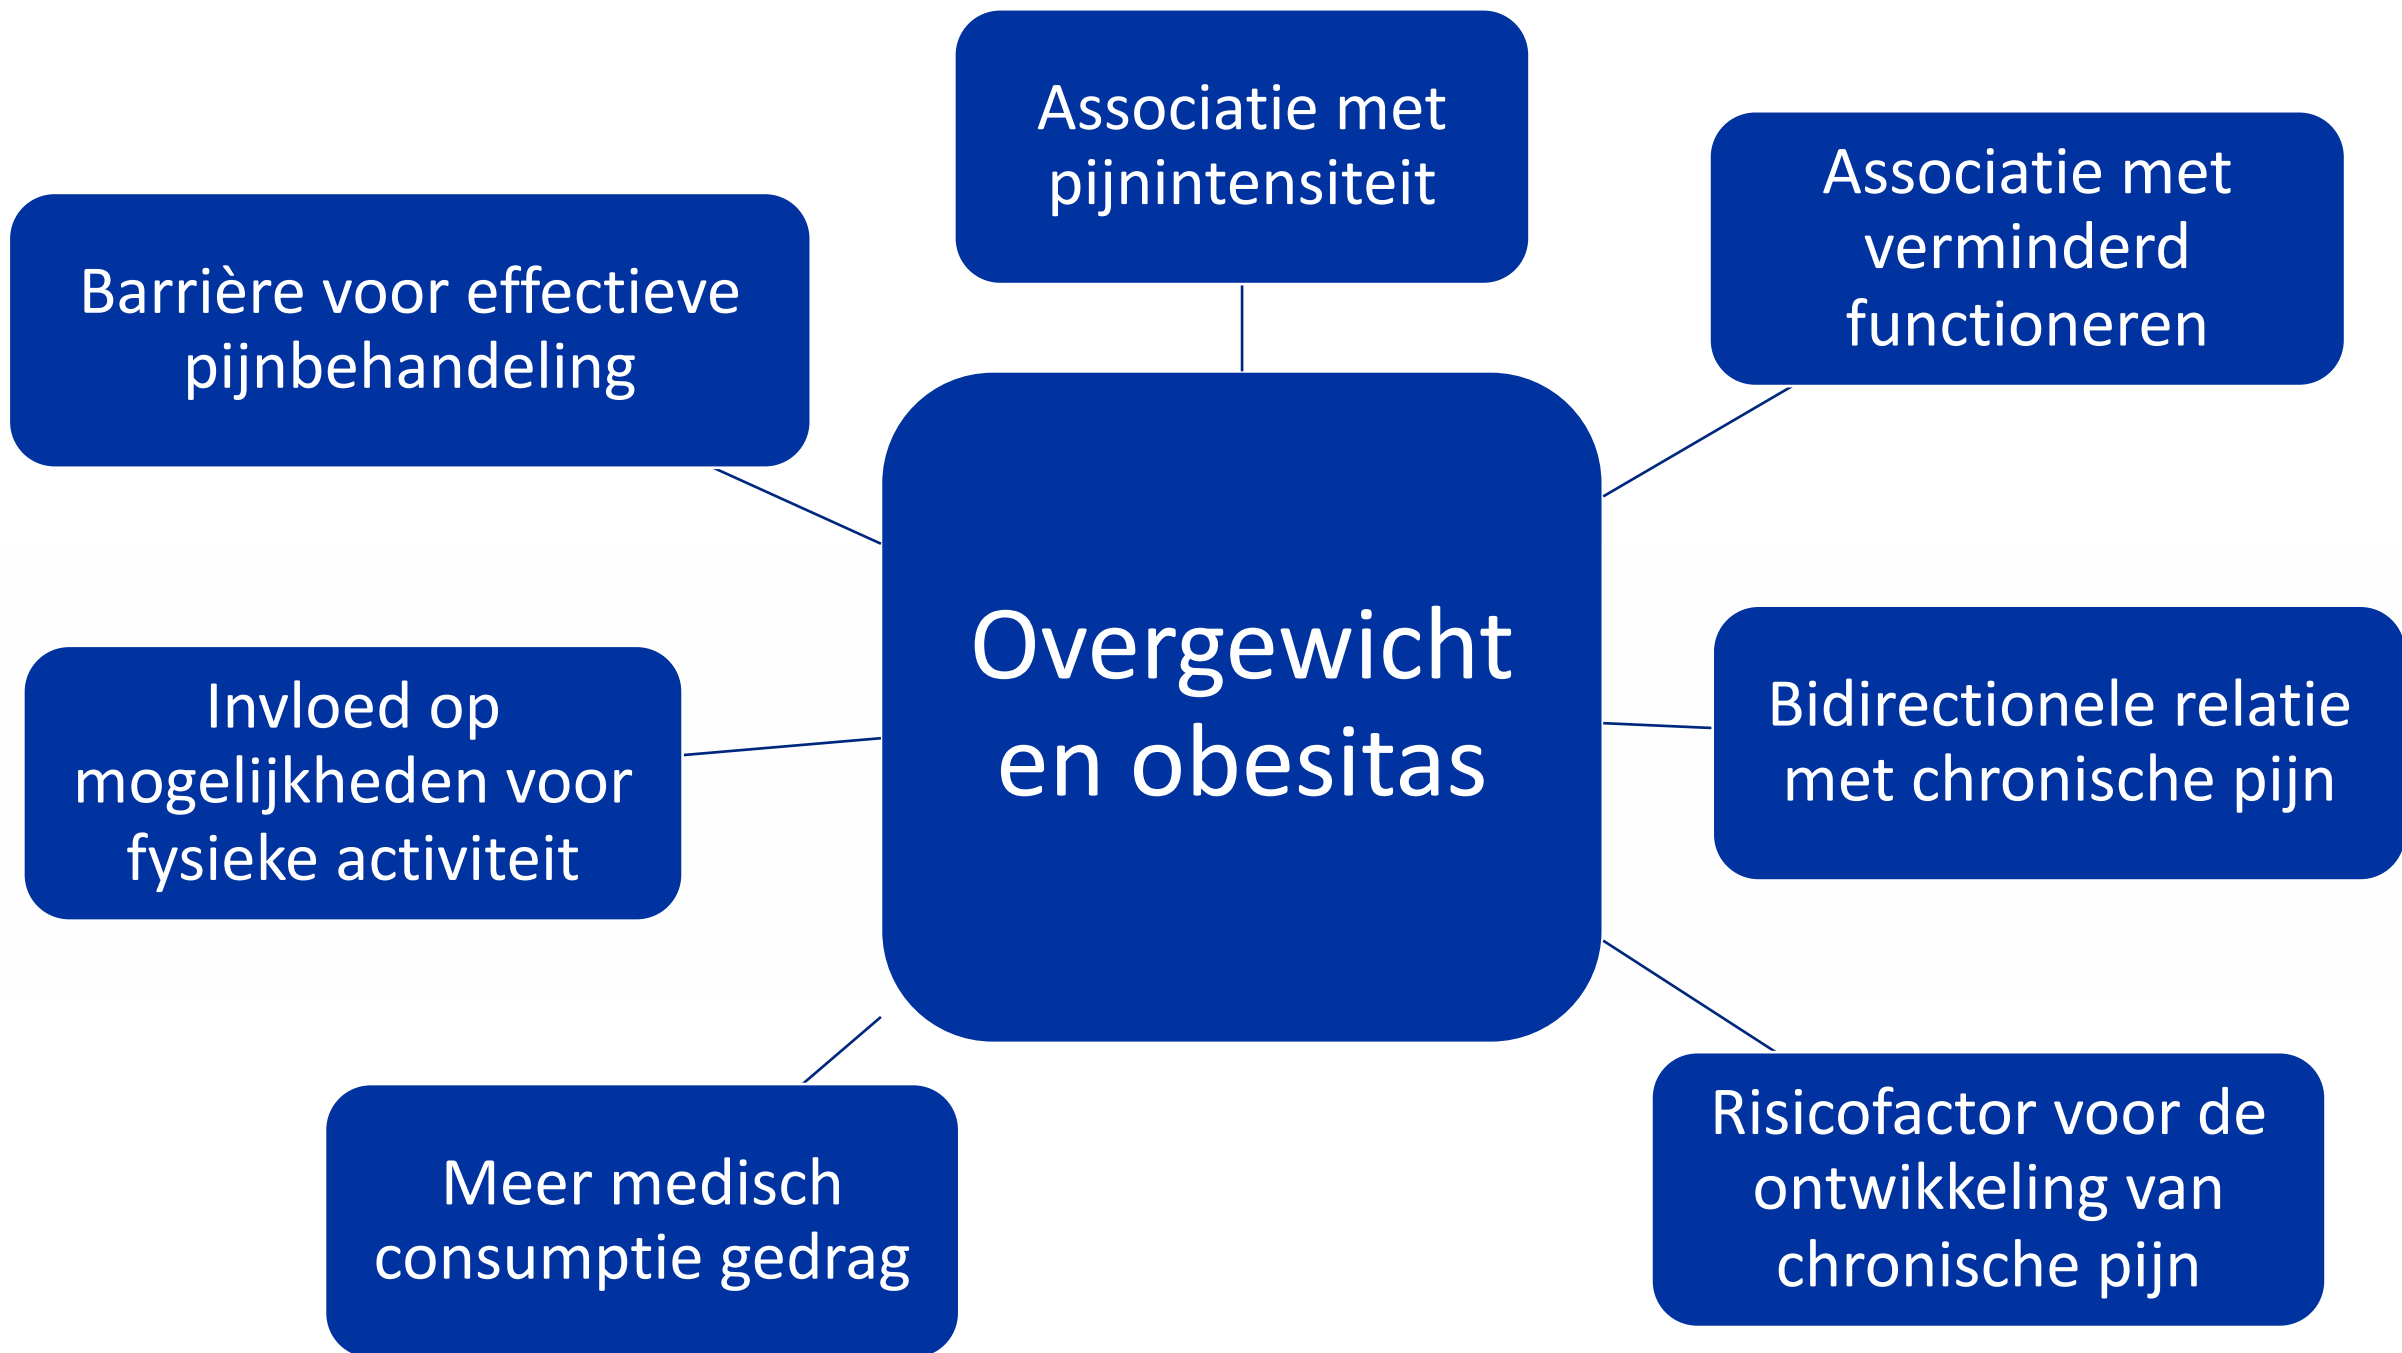 Associatie met
pijnintensiteit
Associatie met
verminderd
functioneren
Barrière voor effectieve
pijnbehandeling
Overgewicht
en obesitas
Bidirectionele relatie
met chronische pijn
Invloed op
mogelijkheden voor
fysieke activiteit
Risicofactor voor de
ontwikkeling van
chronische pijn
Meer medisch
consumptie gedrag